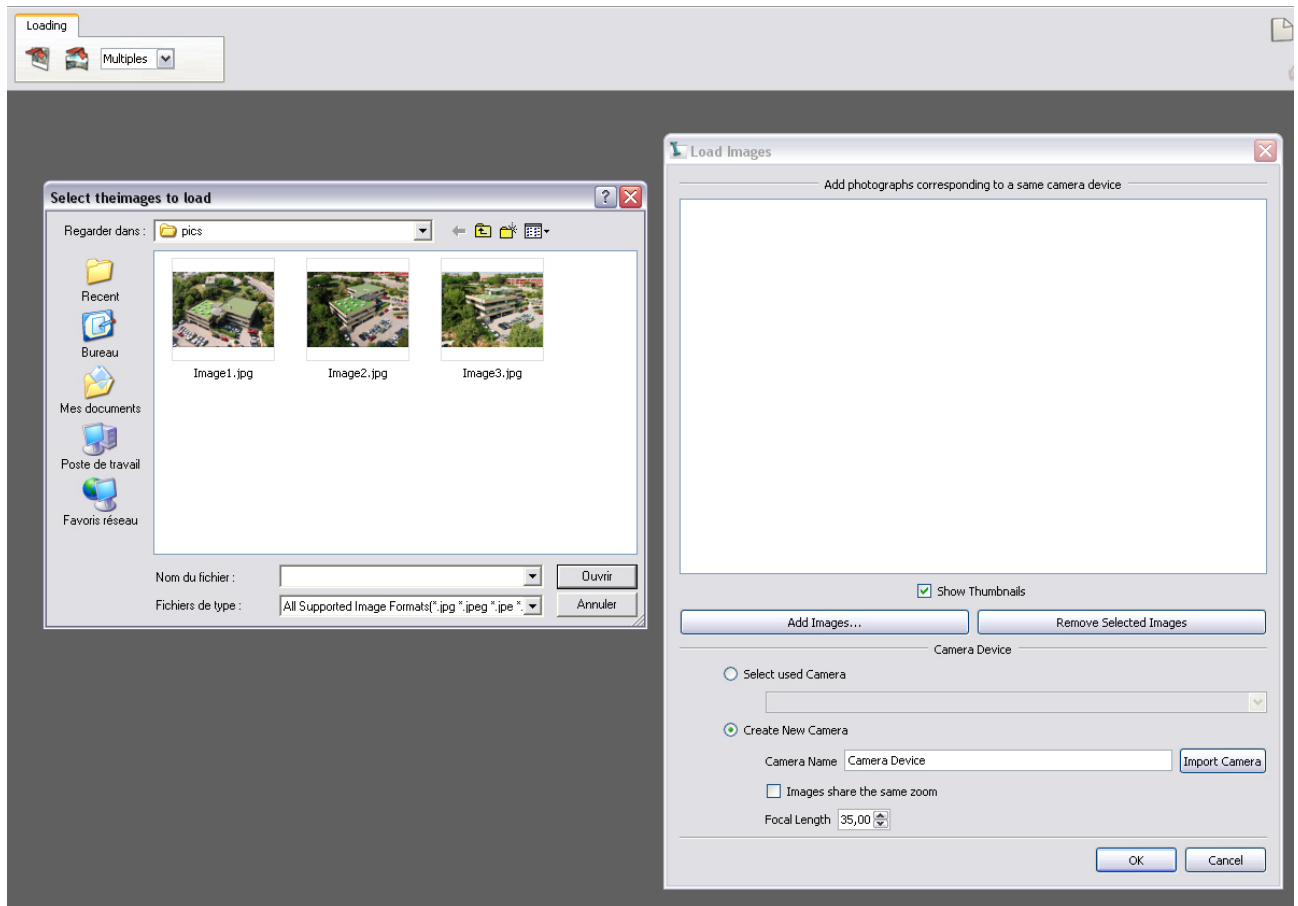 Loading
Multiples
Load Images
Add photographs corresponding to a same camera device
Select theimages to load
Regarder dans :
pics
Recent
Bureau
Mes documents
Poste de travail
Favoris réseau
Image1.jpg
Image2.jpg
Image3.jpg
Nom du fichier :
Ouvrir
Fichiers de type :
All Supported Image Formats(*.jpg *.jpeg *.jpe *.
Annuler
Show Thumbnails
Add Images...
Remove Selected Images
Camera Device
Select used Camera
Create New Camera
Camera Name
Camera Device
Import Camera
Images share the same zoom
Focal Length
35,00
OK
Cancel